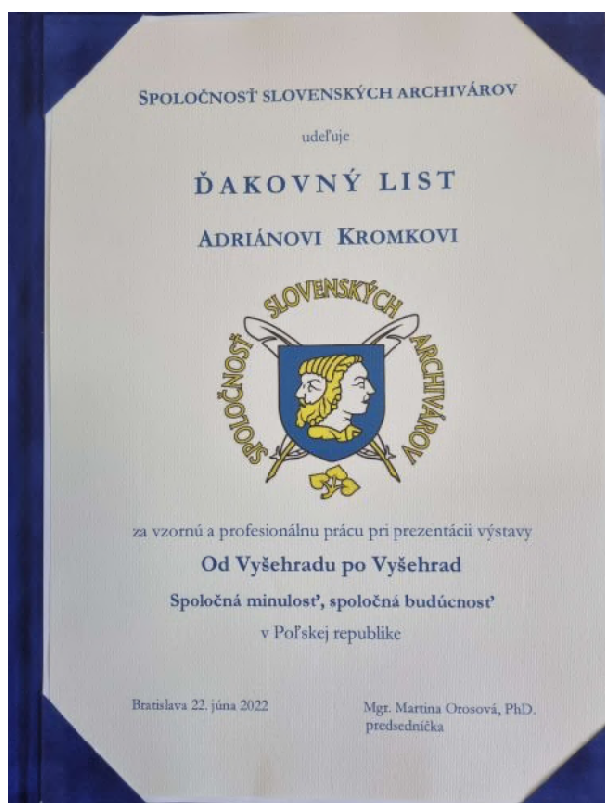 SPOLOČNOSŤ SLOVENSKÝCH ARCHIVÁROV
udeľuje
ĎAKOVNÝ LIST
ADRIÁNOVI KROMKOVI
SPOLOČNOSŤ SLOVENSKÝCH ARCHIVÁROV
za vzornú a profesionálnu prácu pri prezentácii výstavy
Od Vyšehradu po Vyšehrad
Spoločná minulosť, spoločná budúcnosť
v Poľskej republike
Bratislava 22. júna 2022
Mgr. Martina Orosová, PhD.
predsedníčka